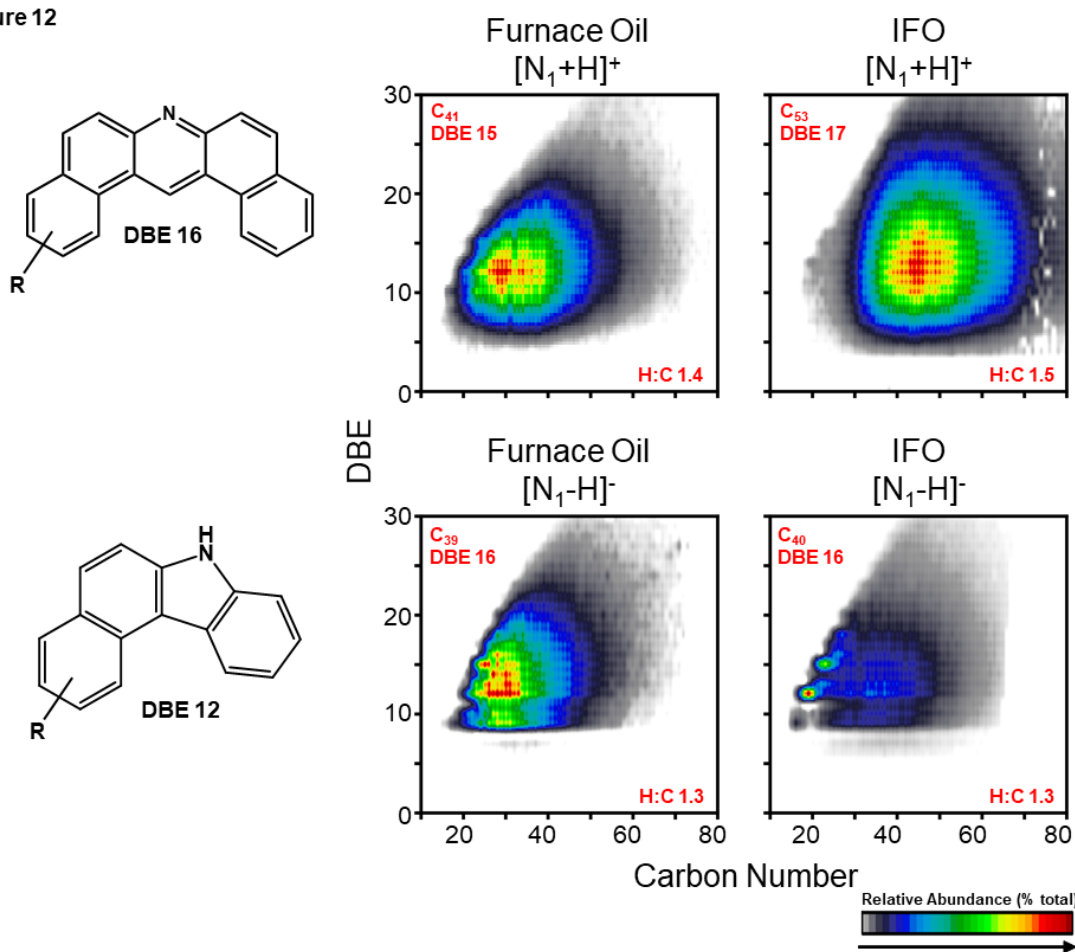 ure 12
Furnace Oil
[N₁+H]⁺
IFO
[N₁+H]⁺
N
DBE 16
R
30
20
10
0
C₄₁
DBE 15
H:C 1.4
C₅₃
DBE 17
H:C 1.5
DBE
Furnace Oil
[N₁-H]⁻
IFO
[N₁-H]⁻
H
N
DBE 12
R
30
20
10
0
C₃₉
DBE 16
H:C 1.3
C₄₀
DBE 16
H:C 1.3
20 40 60 80
20 40 60 80
Carbon Number
Relative Abundance (% total)